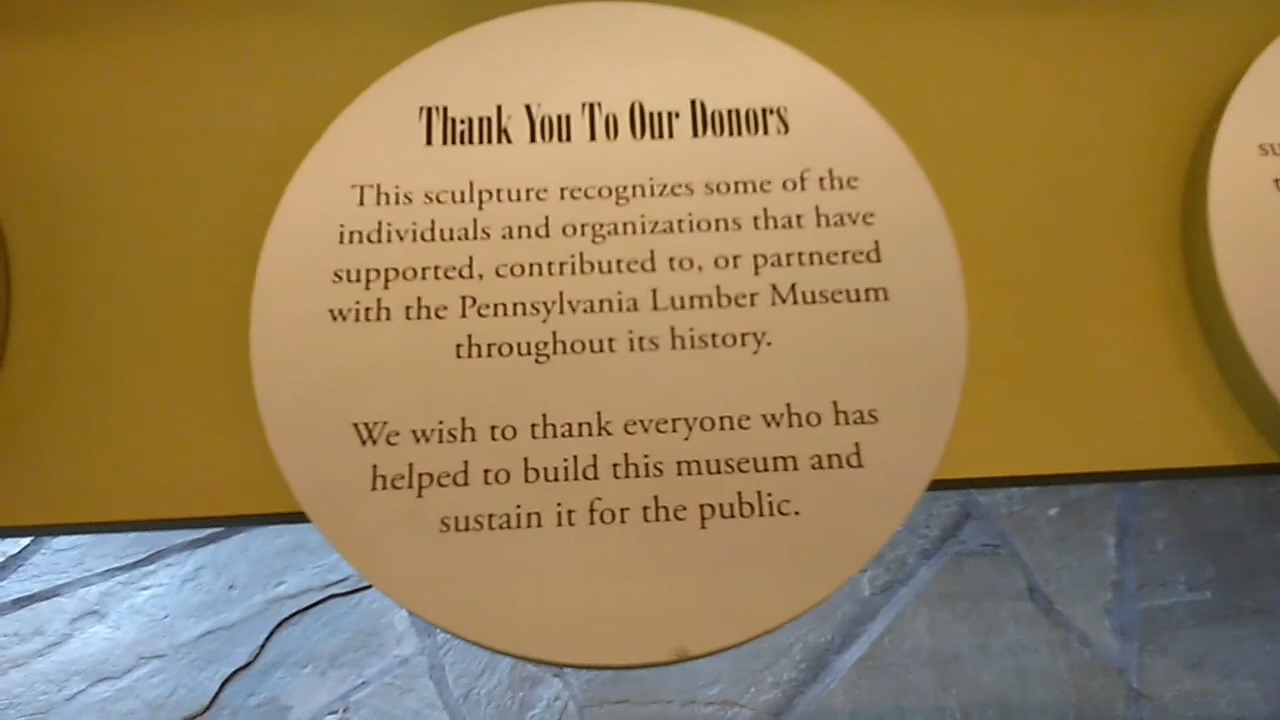 Thank You To Our Donors
This sculpture recognizes some of the
individuals and organizations that have
supported, contributed to, or partnered
with the Pennsylvania Lumber Museum
throughout its history.
We wish to thank everyone who has
helped to build this museum and
sustain it for the public.